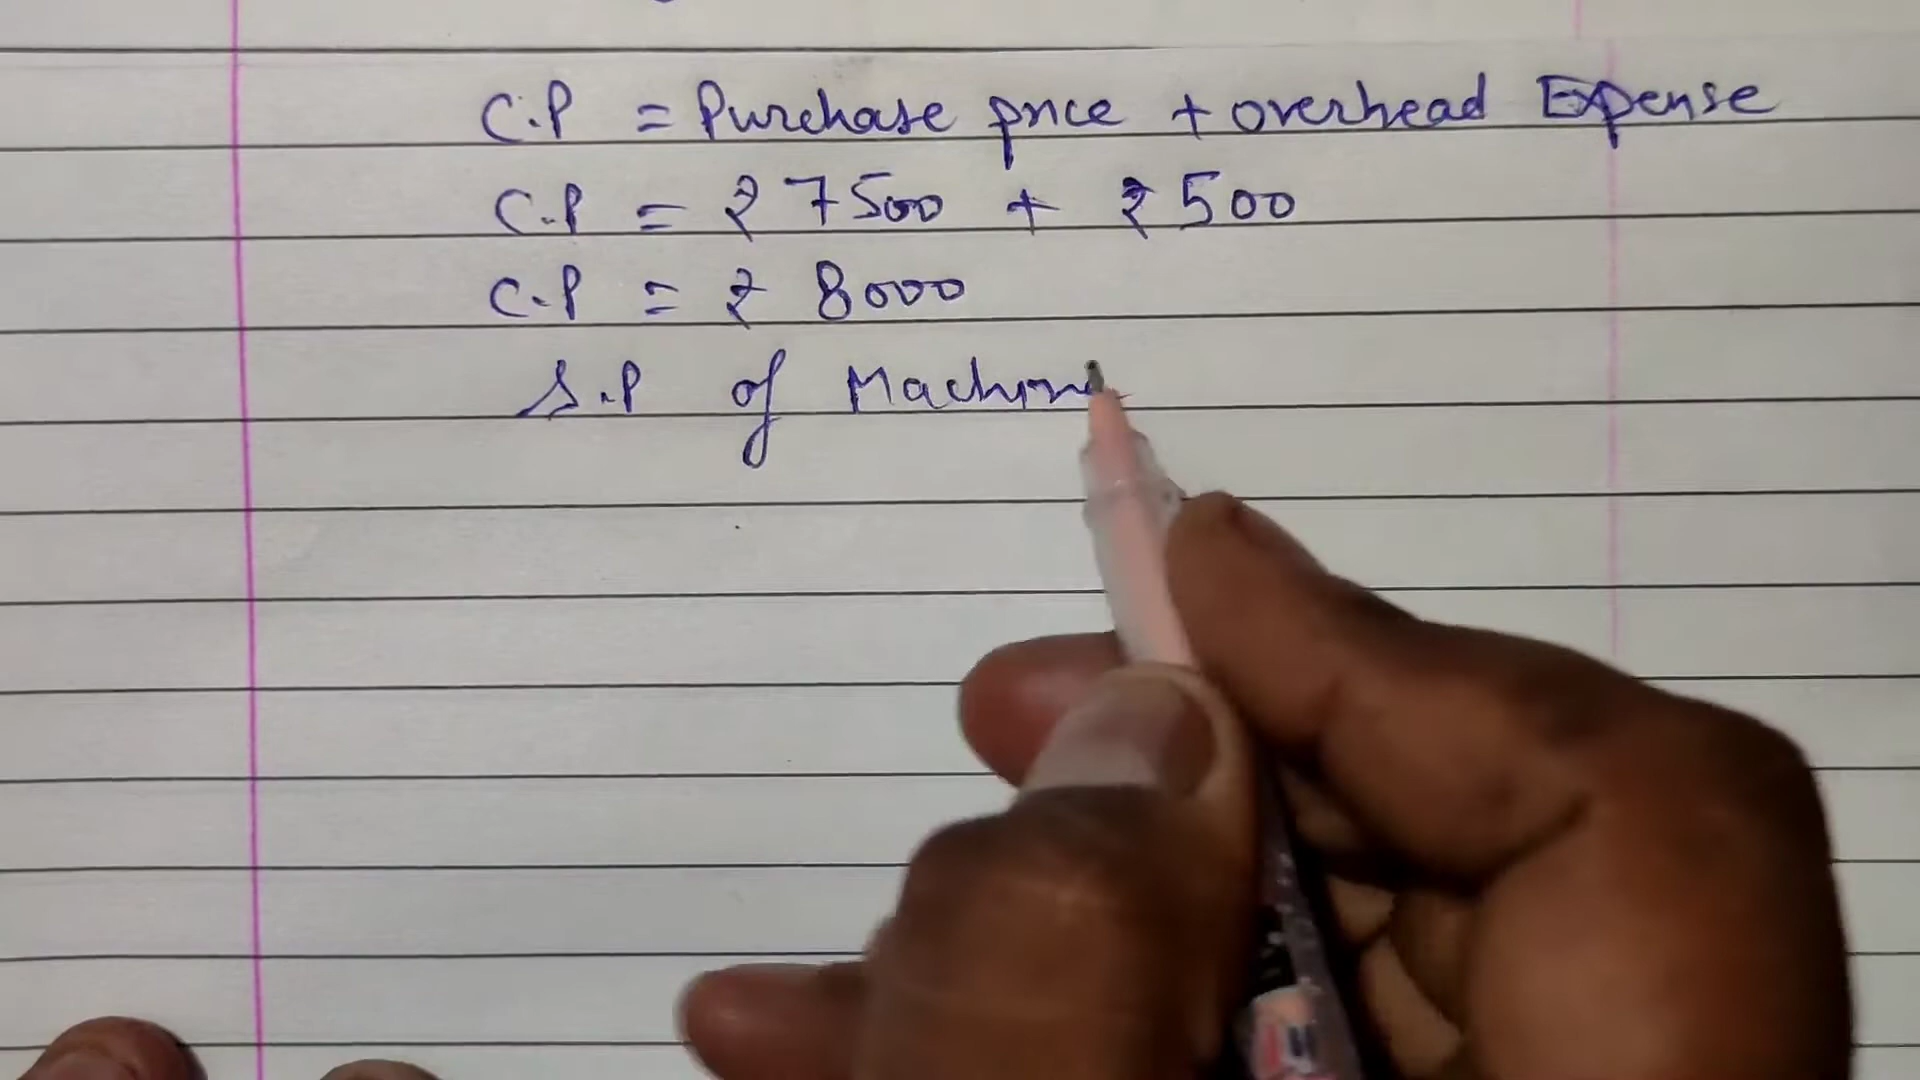 C.P = Purchase price + overhead Expense
C.P = ₹ 7500 + ₹ 500
C.P = ₹ 8000
S.P of Machine